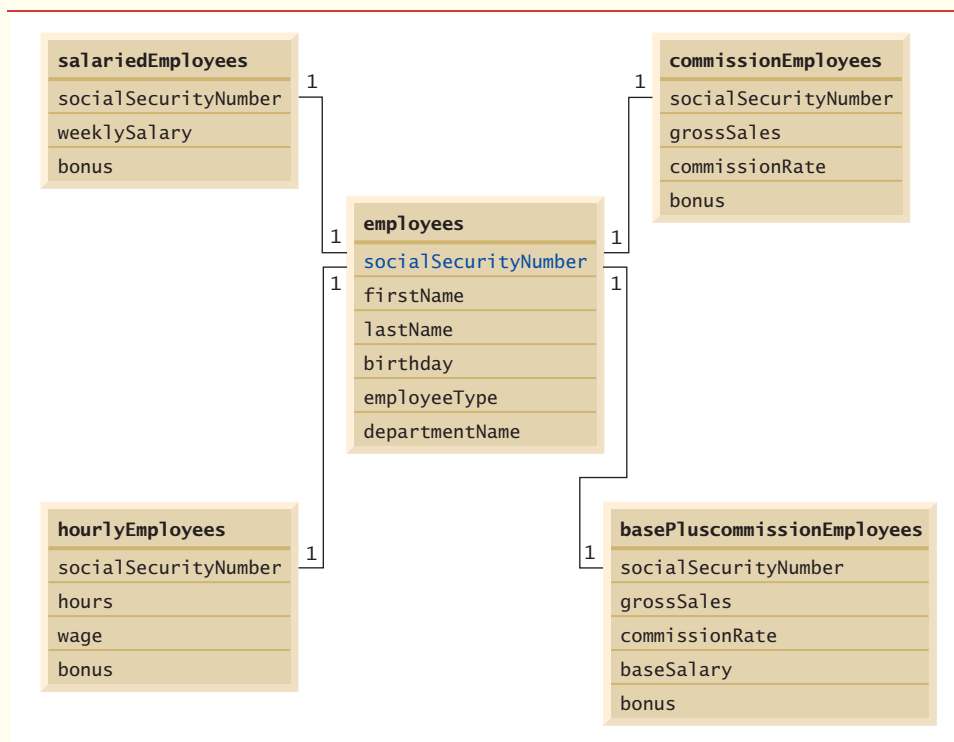 salariedEmployees
socialSecurityNumber
weeklySalary
bonus
1
commissionEmployees
socialSecurityNumber
grossSales
commissionRate
bonus
1
employees
socialSecurityNumber
firstName
lastName
birthday
employeeType
departmentName
1
1
1
1
hourlyEmployees
socialSecurityNumber
hours
wage
bonus
1
basePluscommissionEmployees
socialSecurityNumber
grossSales
commissionRate
baseSalary
bonus
1